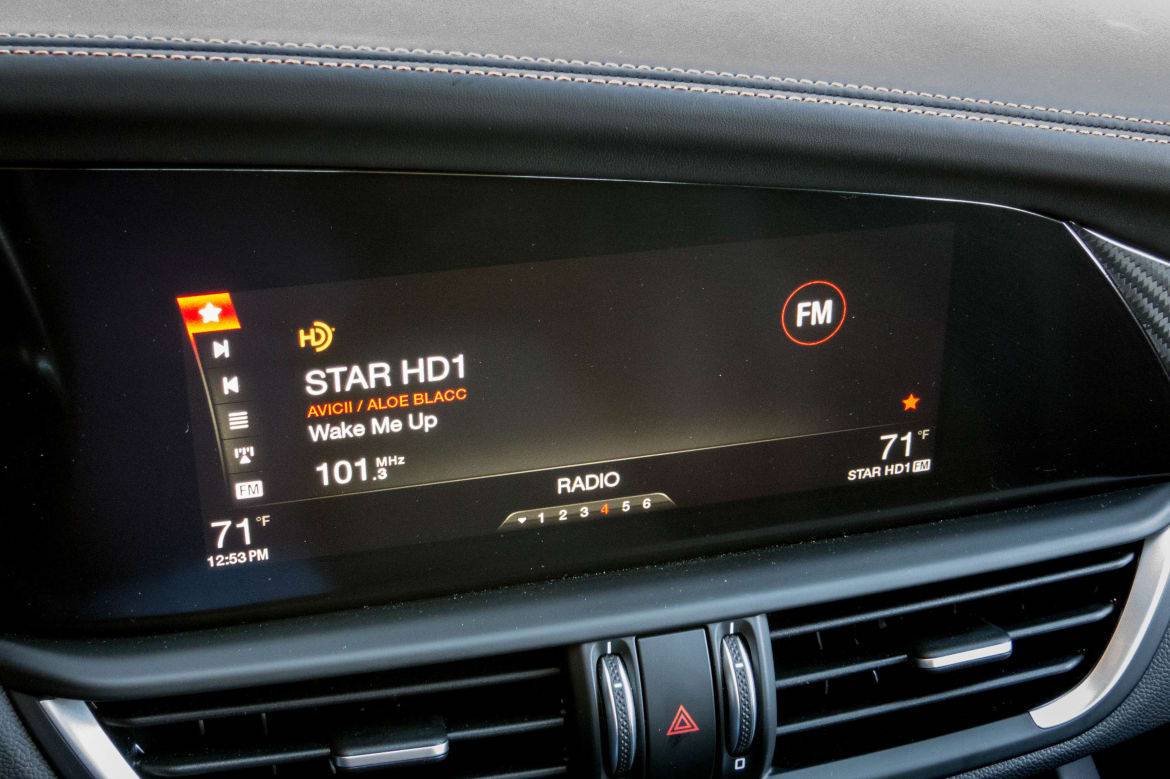 HD
FM
STAR HD1
AVICII / ALOE BLACC
Wake Me Up
101.3 MHz
FM
RADIO
1 2 3 4 5 6
71 °F
12:53 PM
71 °F
STAR HD1 FM